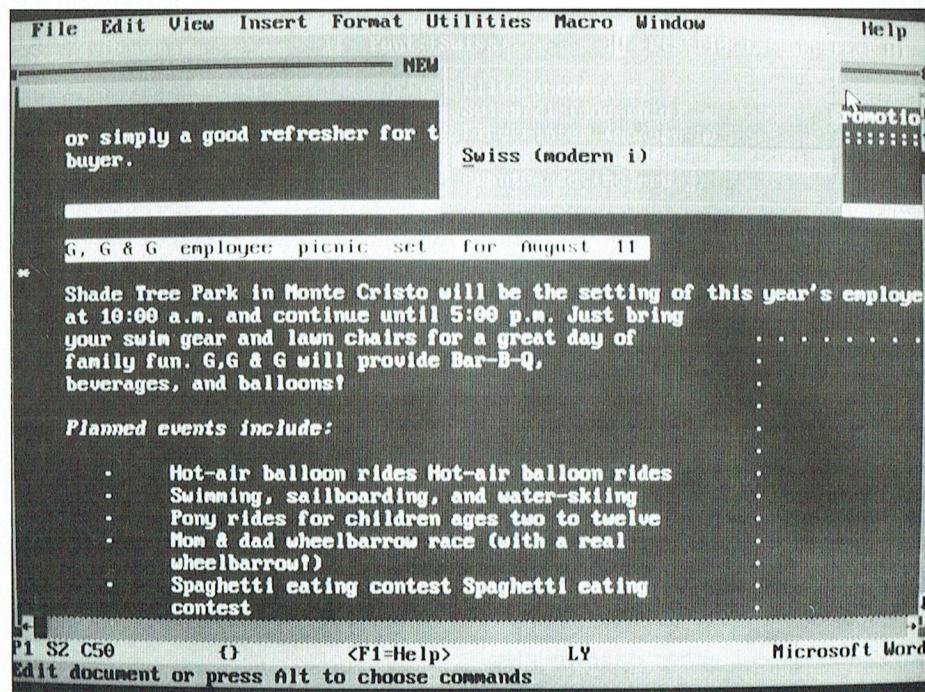 File Edit View Insert Format Utilities Macro Window Help
NEW
romotio
or simply a good refresher for t
buyer.
Swiss (modern i)
G, G & G employee picnic set for August 11
Shade Tree Park in Monte Cristo will be the setting of this year's employe
at 10:00 a.m. and continue until 5:00 p.m. Just bring
your swim gear and lawn chairs for a great day of
family fun. G,G & G will provide Bar-B-Q,
beverages, and balloons!
Planned events include:
· Hot-air balloon rides Hot-air balloon rides
· Swimming, sailboarding, and water-skiing
· Pony rides for children ages two to twelve
· Mom & dad wheelbarrow race (with a real
wheelbarrow!)
· Spaghetti eating contest Spaghetti eating
contest
P1 S2 C50 {} <F1=Help> LY Microsoft Word
Edit document or press Alt to choose commands